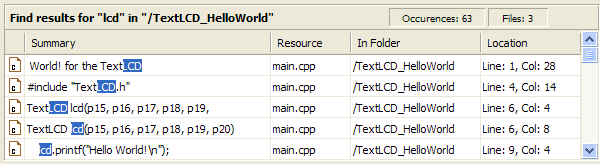 Find results for "lcd" in "/TextLCD_HelloWorld" Occurences: 63 Files: 3
Summary Resource In Folder Location
World! for the TextLCD main.cpp /TextLCD_HelloWorld Line: 1, Col: 28
#include "TextLCD.h" main.cpp /TextLCD_HelloWorld Line: 4, Col: 14
TextLCD lcd(p15, p16, p17, p18, p19, main.cpp /TextLCD_HelloWorld Line: 6, Col: 4
TextLCD lcd(p15, p16, p17, p18, p19, p20) main.cpp /TextLCD_HelloWorld Line: 6, Col: 8
lcd.printf("Hello World!\n"); main.cpp /TextLCD_HelloWorld Line: 9, Col: 4